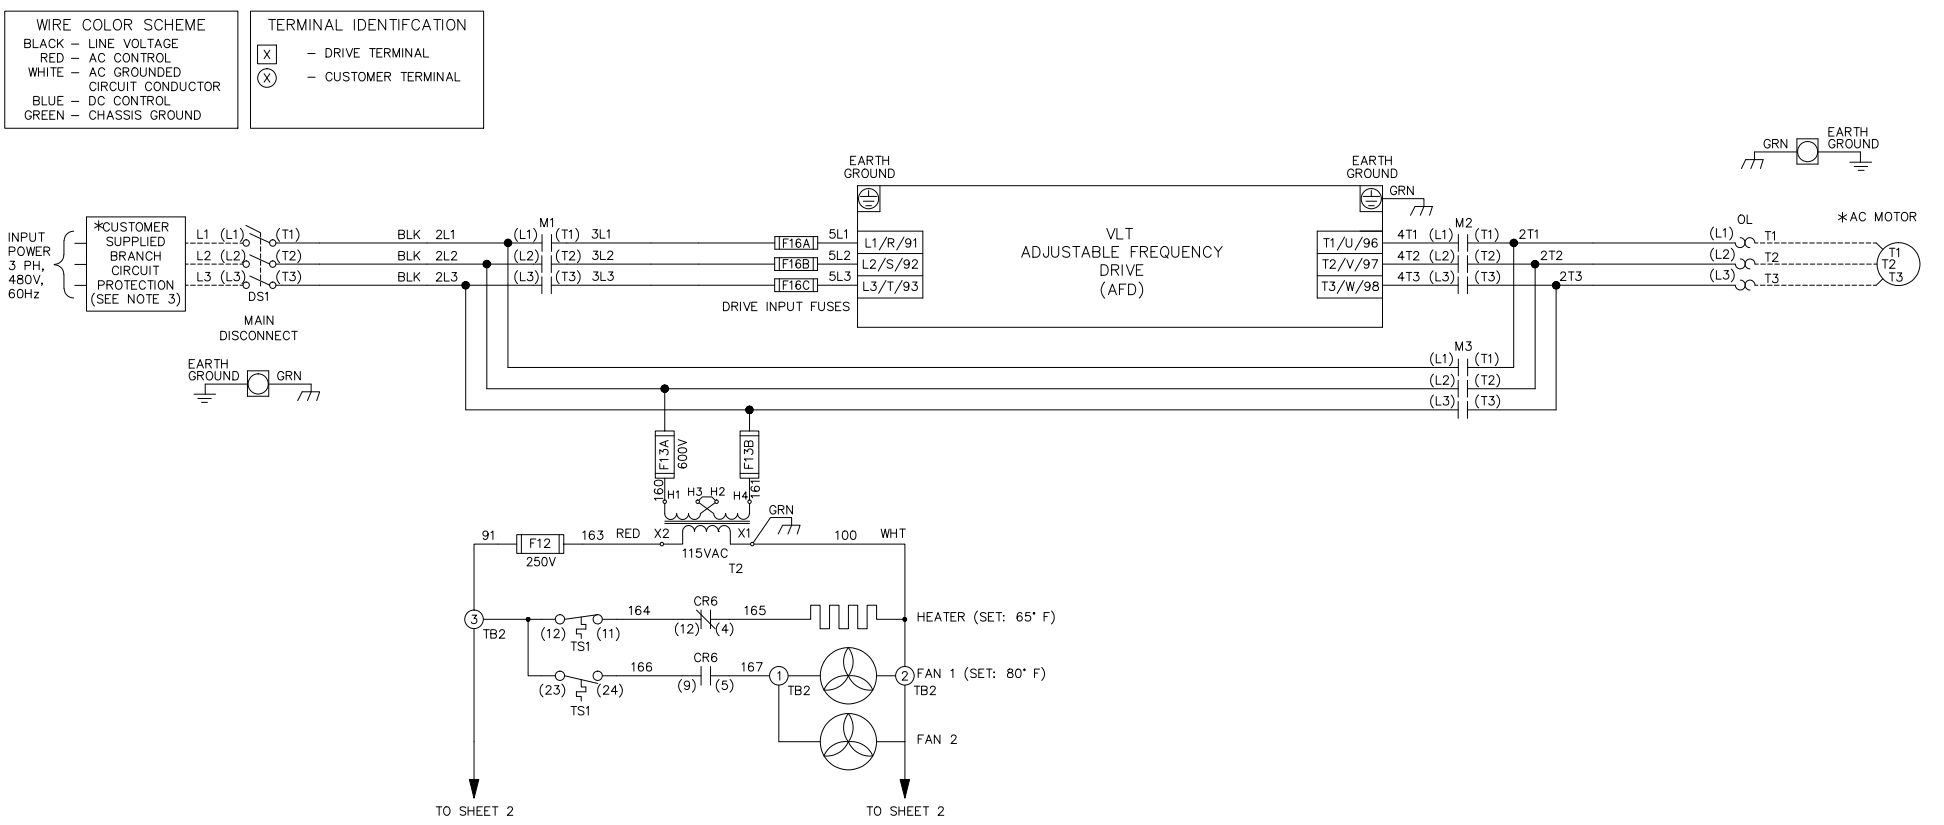 WIRE COLOR SCHEME
BLACK – LINE VOLTAGE
RED – AC CONTROL
WHITE – AC GROUNDED
CIRCUIT CONDUCTOR
BLUE – DC CONTROL
GREEN – CHASSIS GROUND
TERMINAL IDENTIFCATION
X – DRIVE TERMINAL
X – CUSTOMER TERMINAL
INPUT
POWER
3 PH,
480V,
60Hz
*CUSTOMER
SUPPLIED
BRANCH
CIRCUIT
PROTECTION
(SEE NOTE 3)
L1 (L1) (T1) BLK 2L1 (L1) M1 (T1) 3L1 F16A 5L1 L1/R/91
L2 (L2) BLK 2L2 (L2) (T2) 3L2 F16B 5L2 L2/S/92
L3 (L3) (T3) BLK 2L3 (L3) (T3) 3L3 F16C 5L3 L3/T/93
DS1
MAIN
DISCONNECT
DRIVE INPUT FUSES
EARTH
GROUND
GRN
EARTH
GROUND
VLT
ADJUSTABLE FREQUENCY
DRIVE
(AFD)
EARTH
GROUND
GRN
T1/U/96 4T1 (L1) M2 (T1) 2T1
T2/V/97 4T2 (L2) (T2) 2T2
T3/W/98 4T3 (L3) (T3) 2T3
GRN
EARTH
GROUND
OL
(L1) T1
(L2) T2
(L3) T3
*AC MOTOR
T1
T2
T3
M3
(L1) (T1)
(L2) (T2)
(L3) (T3)
F13A
600V
F13B
160
161
H1 H3 H2 H4
GRN
91 F12 163 RED X2 X1 100 WHT
250V
115VAC
T2
3
TB2
(12) (11)
TS1
164
CR6
(12) (4)
165
HEATER (SET: 65° F)
(23) (24)
TS1
166
CR6
(9) (5)
167
1
TB2
2
TB2
FAN 1 (SET: 80° F)
FAN 2
TO SHEET 2
TO SHEET 2